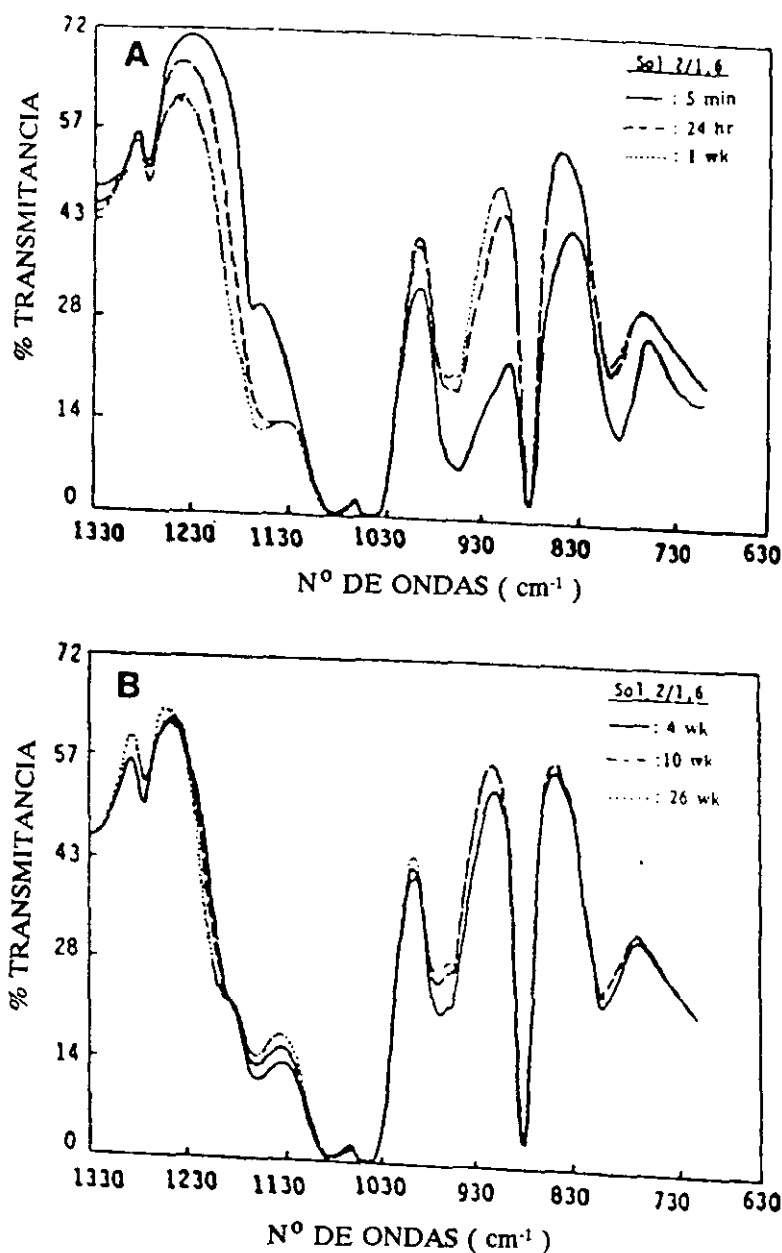 A
Sol 2/1,6
— : 5 min
--- : 24 hr
..... : 1 wk
% TRANSMITANCIA
72
57
43
28
14
0
1330 1230 1130 1030 930 830 730 630
Nº DE ONDAS ( cm-1 )
B
Sol 2/1,6
— : 4 wk
--- : 10 wk
..... : 26 wk
% TRANSMITANCIA
72
57
43
28
14
0
1330 1230 1130 1030 930 830 730 630
Nº DE ONDAS ( cm-1 )